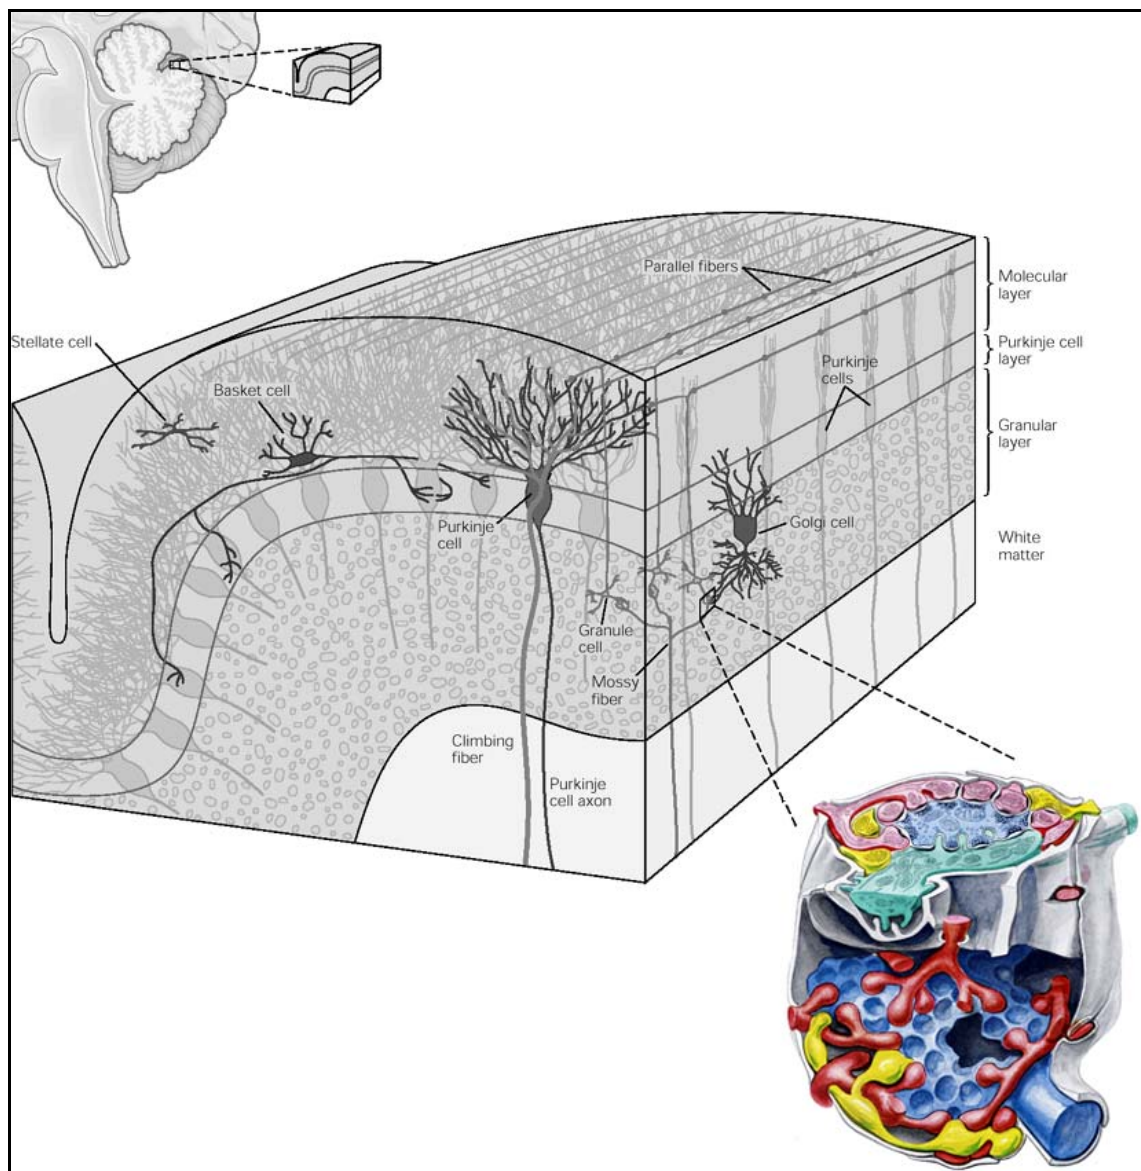 Parallel fibers
Molecular
layer
Stellate cell
Purkinje cell
layer
Basket cell
Purkinje
cells
Granular
layer
Purkinje
cell
Golgi cell
White
matter
Granule
cell
Mossy
fiber
Climbing
fiber
Purkinje
cell axon